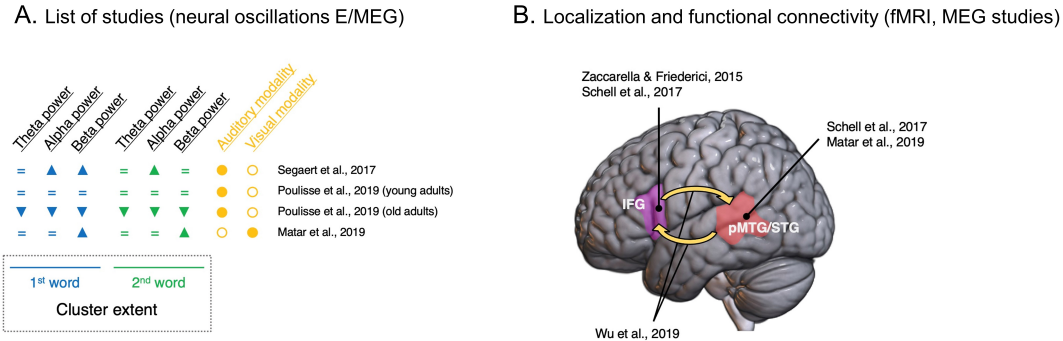 A. List of studies (neural oscillations E/MEG)
Theta power Alpha power Beta power Theta power Alpha power Beta power Auditory modality Visual modality
= ▲ ▲ = ▲ = ● ○ Segaert et al., 2017
= = = = = = ● ○ Poulisse et al., 2019 (young adults)
▼ ▼ ▼ ▼ ▼ ▼ ● ○ Poulisse et al., 2019 (old adults)
= = ▲ = = ▲ ○ ● Matar et al., 2019
1st word 2nd word
Cluster extent
B. Localization and functional connectivity (fMRI, MEG studies)
Zaccarella & Friederici, 2015
Schell et al., 2017
Schell et al., 2017
Matar et al., 2019
IFG
pMTG/STG
Wu et al., 2019